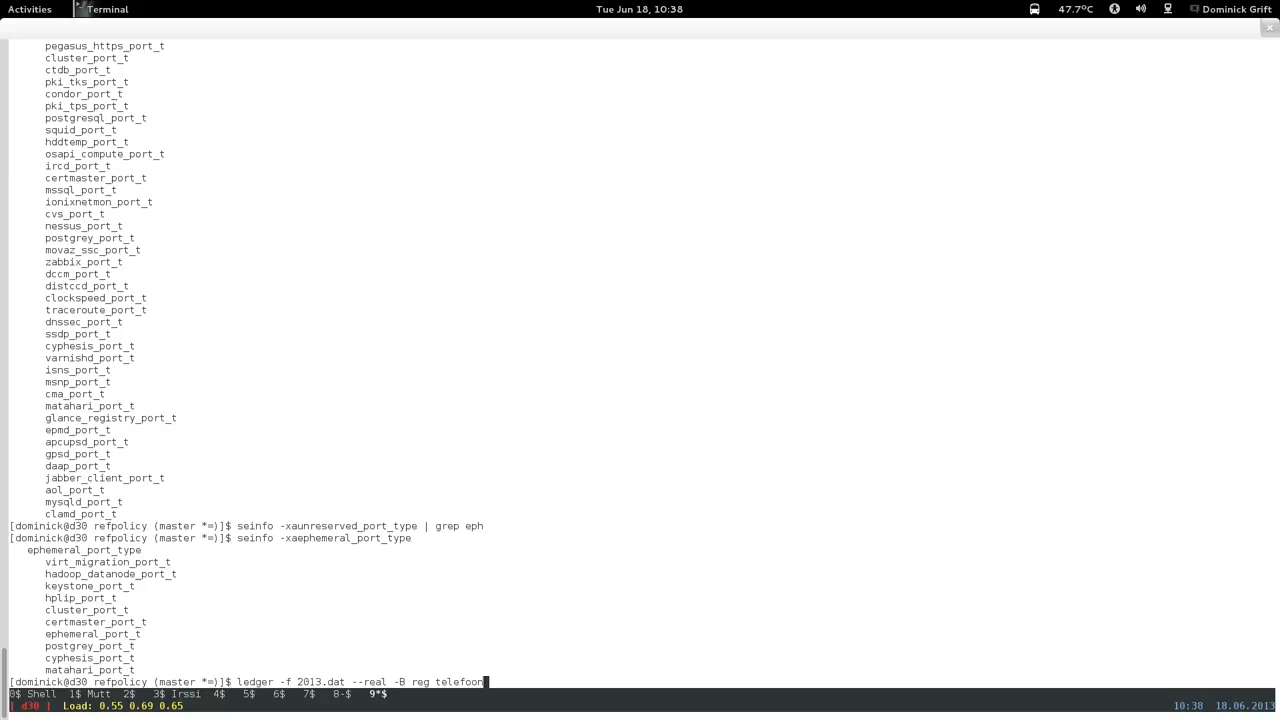 Activities Terminal Tue Jun 18, 10:38 47.7°C Dominick Grift
pegasus_https_port_t
cluster_port_t
ctdb_port_t
pki_tks_port_t
condor_port_t
pki_tps_port_t
postgresql_port_t
squid_port_t
hddtemp_port_t
osapi_compute_port_t
ircd_port_t
certmaster_port_t
mssql_port_t
ionixnetmon_port_t
cvs_port_t
nessus_port_t
postgrey_port_t
movaz_ssc_port_t
zabbix_port_t
dccm_port_t
distccd_port_t
clockspeed_port_t
traceroute_port_t
dnssec_port_t
ssdp_port_t
cyphesis_port_t
varnishd_port_t
isns_port_t
msnp_port_t
cma_port_t
matahari_port_t
glance_registry_port_t
epmd_port_t
apcupsd_port_t
gpsd_port_t
daap_port_t
jabber_client_port_t
aol_port_t
mysqld_port_t
clamd_port_t
[dominick@d30 refpolicy (master *=)]$ seinfo -xaunreserved_port_type | grep eph
[dominick@d30 refpolicy (master *=)]$ seinfo -xaephemeral_port_type
ephemeral_port_type
virt_migration_port_t
hadoop_datanode_port_t
keystone_port_t
hplip_port_t
cluster_port_t
certmaster_port_t
ephemeral_port_t
postgrey_port_t
cyphesis_port_t
matahari_port_t
[dominick@d30 refpolicy (master *=)]$ ledger -f 2013.dat --real -B reg telefoon
0$ Shell 1$ Mutt 2$ 3$ Irssi 4$ 5$ 6$ 7$ 8-$ 9*$
| d30 | Load: 0.55 0.69 0.65 10:38 18.06.2013